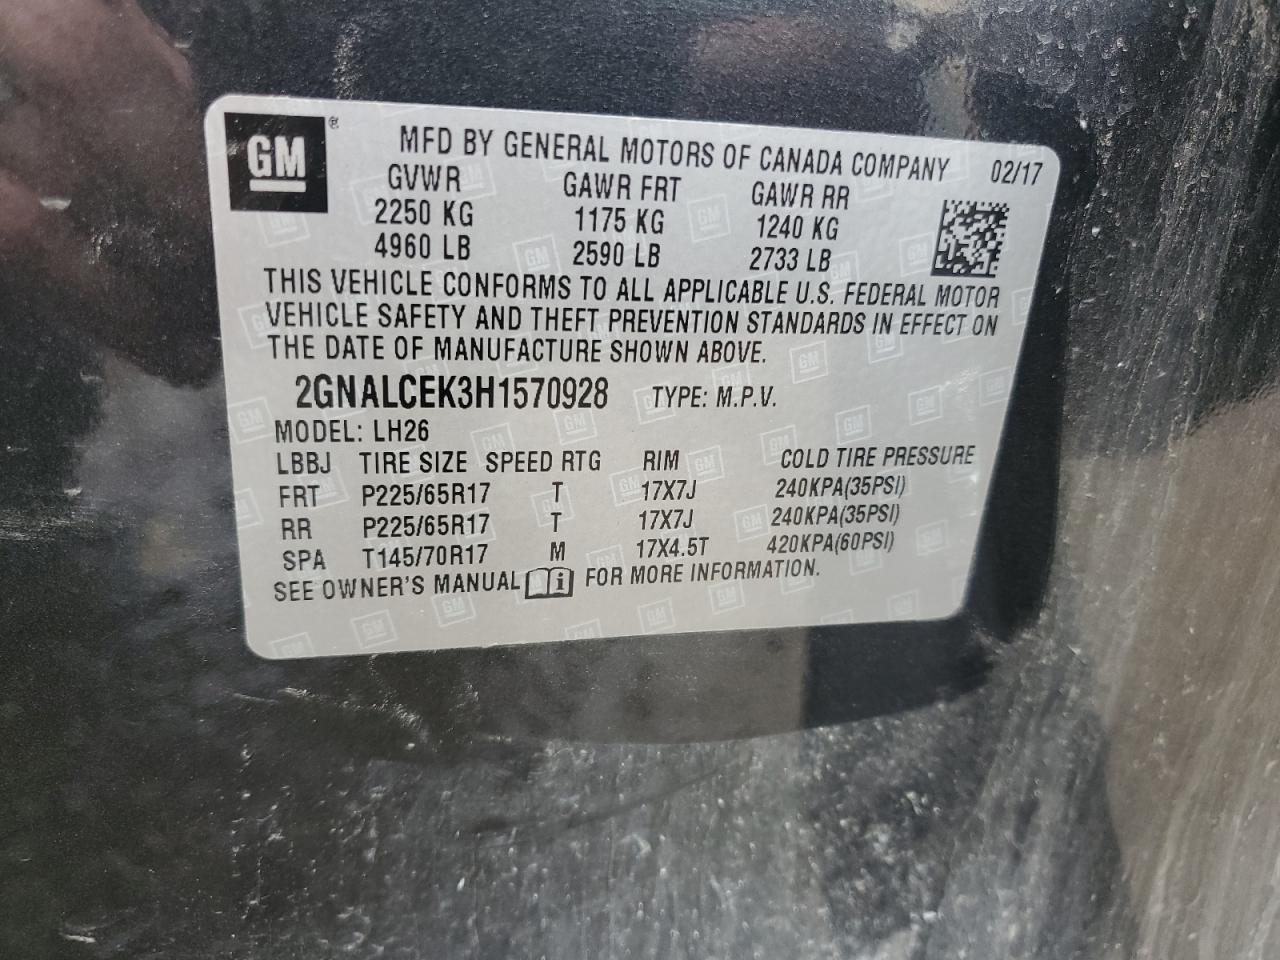 GM ®
MFD BY GENERAL MOTORS OF CANADA COMPANY 02/17
GVWR GAWR FRT GAWR RR
2250 KG 1175 KG 1240 KG
4960 LB 2590 LB 2733 LB
THIS VEHICLE CONFORMS TO ALL APPLICABLE U.S. FEDERAL MOTOR
VEHICLE SAFETY AND THEFT PREVENTION STANDARDS IN EFFECT ON
THE DATE OF MANUFACTURE SHOWN ABOVE.
2GNALCEK3H1570928 TYPE: M.P.V.
MODEL: LH26
LBBJ TIRE SIZE SPEED RTG RIM COLD TIRE PRESSURE
FRT P225/65R17 T 17X7J 240KPA(35PSI)
RR P225/65R17 T 17X7J 240KPA(35PSI)
SPA T145/70R17 M 17X4.5T 420KPA(60PSI)
SEE OWNER'S MANUAL i FOR MORE INFORMATION.